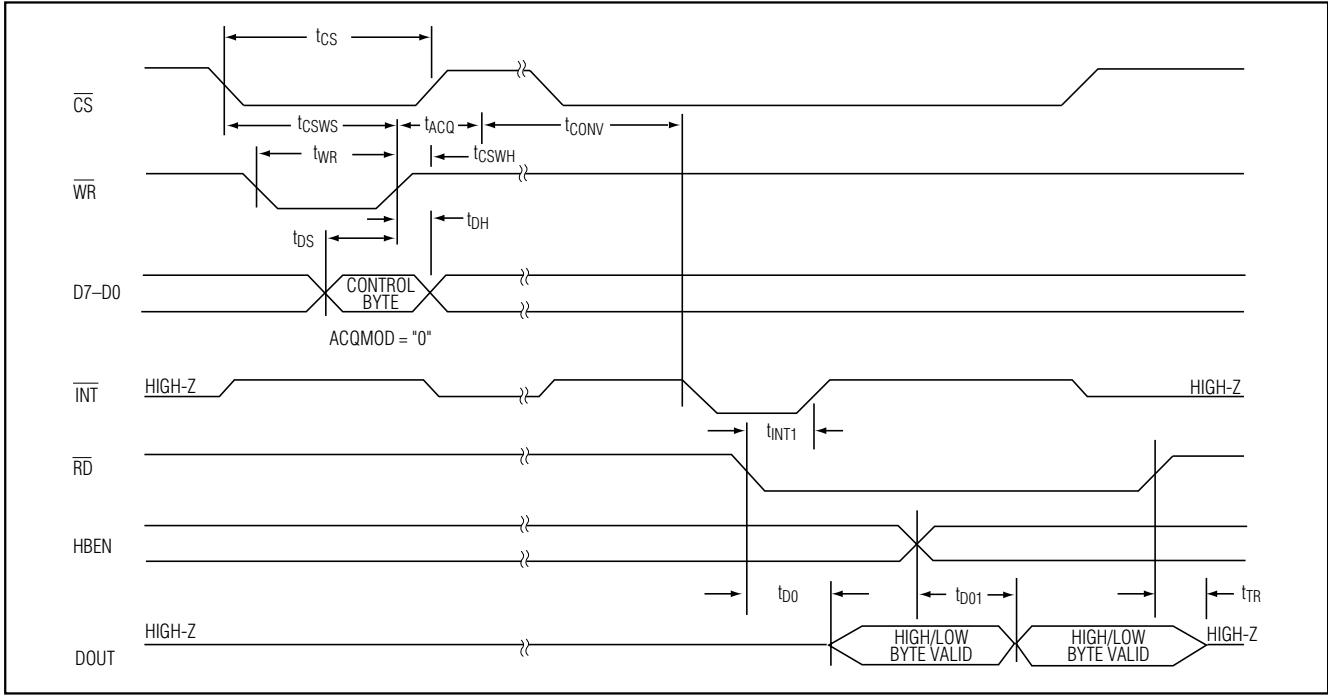 tCS
CS
tCSWS tACQ tCONV
tWR tCSWH
WR
tDH
tDS
D7–D0 CONTROL BYTE
ACQMOD = "0"
INT HIGH-Z HIGH-Z
tINT1
RD
HBEN
tD0 tD01 tTR
DOUT HIGH-Z HIGH/LOW BYTE VALID HIGH/LOW BYTE VALID HIGH-Z